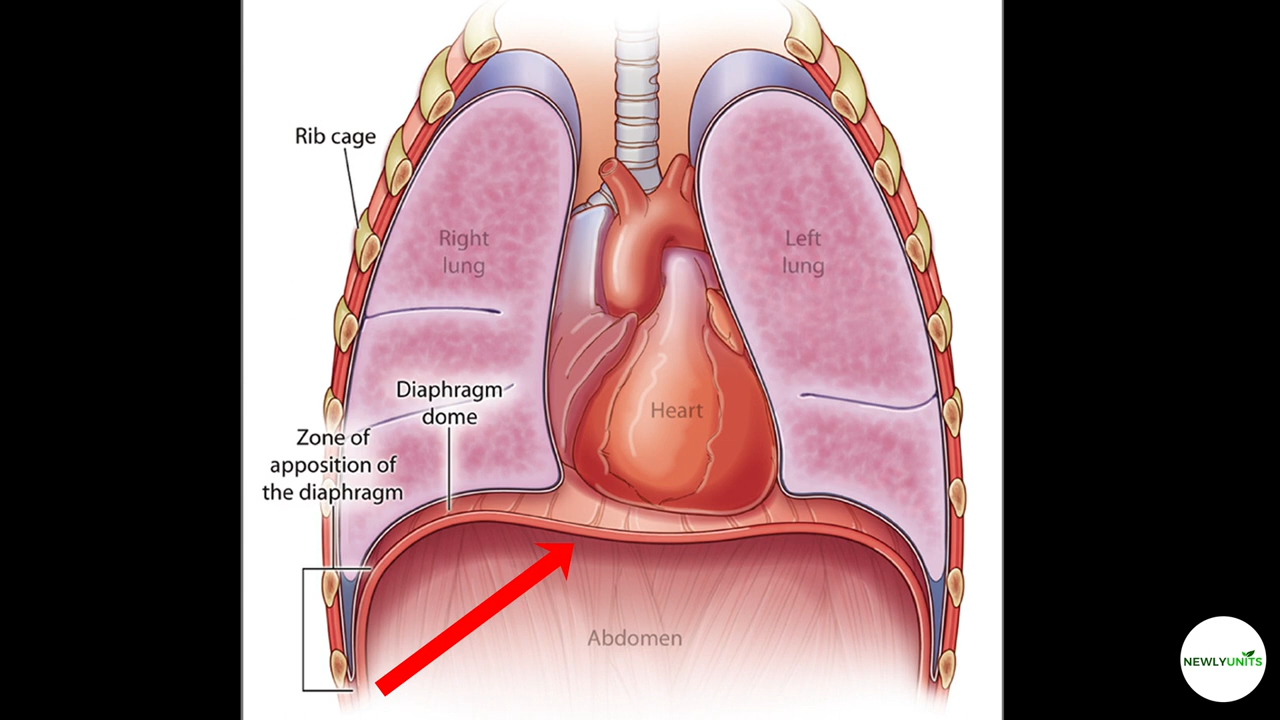 Rib cage
Right
lung
Left
lung
Diaphragm
dome
Heart
Zone of
apposition of
the diaphragm
Abdomen
NEWLYUNITS